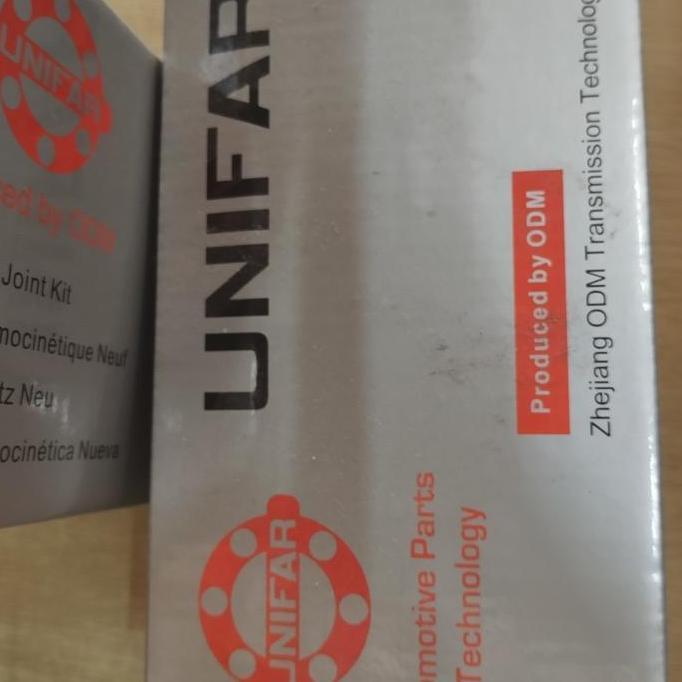 UNIFAR
ed by ODM
Joint Kit
mocinétique Neuf
tz Neu
ocinética Nueva
UNIFAR
Produced by ODM
Zhejiang ODM Transmission Technolog
UNIFAR
motive Parts
Technology